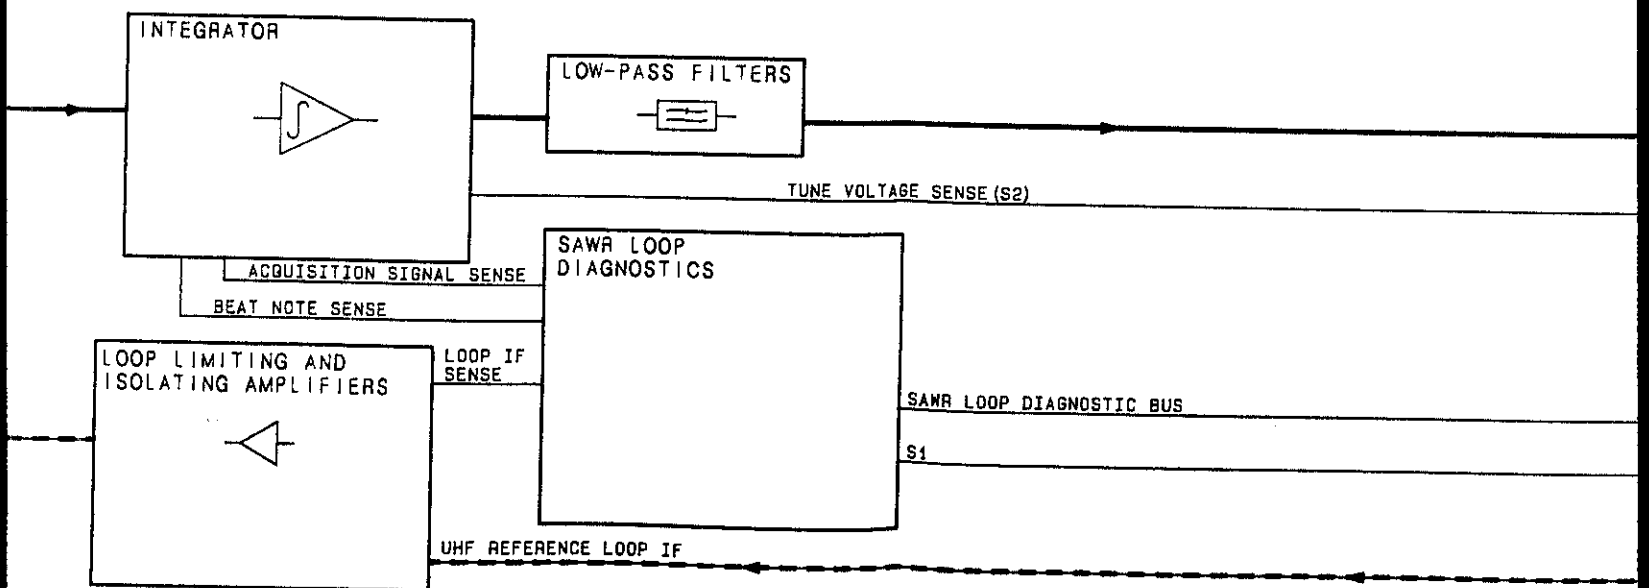 INTEGRATOR
LOW-PASS FILTERS
TUNE VOLTAGE SENSE (S2)
SAWR LOOP
DIAGNOSTICS
ACQUISITION SIGNAL SENSE
BEAT NOTE SENSE
LOOP LIMITING AND
ISOLATING AMPLIFIERS
LOOP IF
SENSE
SAWR LOOP DIAGNOSTIC BUS
S1
UHF REFERENCE LOOP IF